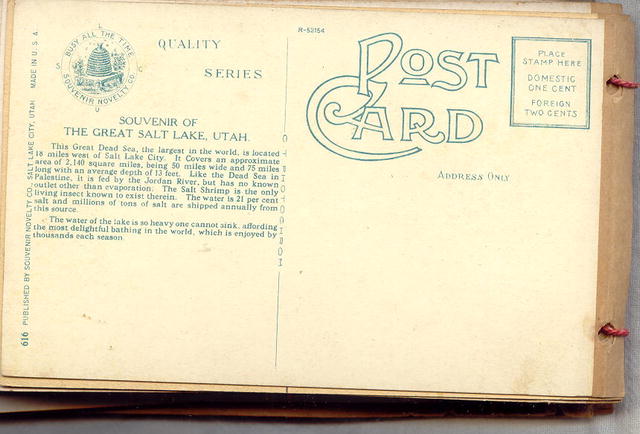 R-52154
BUSY ALL THE TIME
SOUVENIR NOVELTY CO.
S L C U
QUALITY
SERIES
SOUVENIR OF
THE GREAT SALT LAKE, UTAH.
This Great Dead Sea, the largest in the world, is located
18 miles west of Salt Lake City. It Covers an approximate
area of 2,140 square miles, being 50 miles wide and 75 miles
long with an average depth of 13 feet. Like the Dead Sea in
Palestine, it is fed by the Jordan River, but has no known
outlet other than evaporation. The Salt Shrimp is the only
living insect known to exist therein. The water is 21 per cent
salt and millions of tons of salt are shipped annually from
this source.
The water of the lake is so heavy one cannot sink, affording
the most delightful bathing in the world, which is enjoyed by
thousands each season
616 PUBLISHED BY SOUVENIR NOVELTY CO., SALT LAKE CITY, UTAH. MADE IN U. S. A.
POST
CARD
ADDRESS ONLY
PLACE
STAMP HERE
DOMESTIC
ONE CENT
FOREIGN
TWO CENTS